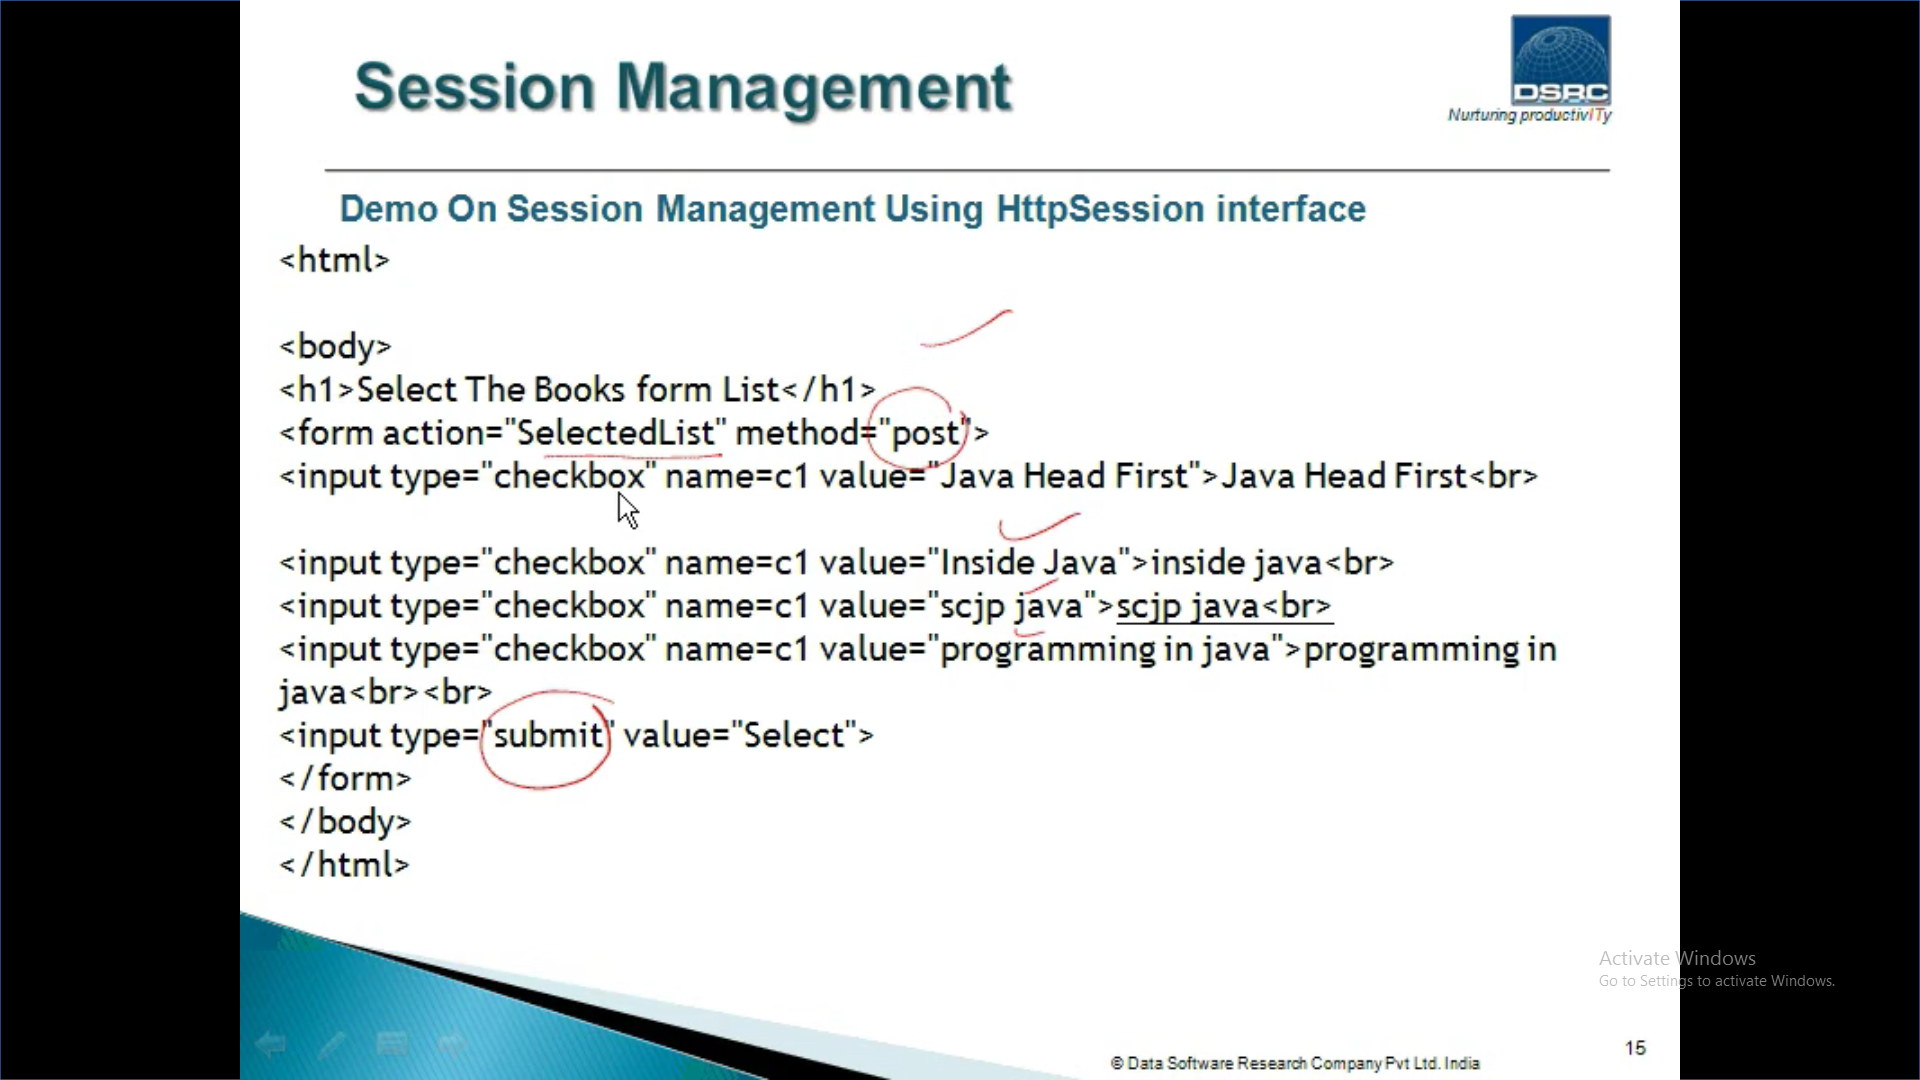 Session Management
DSRC
Nurturing productivITy
Demo On Session Management Using HttpSession interface
<html>
<body>
<h1>Select The Books form List</h1>
<form action="SelectedList" method="post">
<input type="checkbox" name=c1 value="Java Head First">Java Head First<br>
<input type="checkbox" name=c1 value="Inside Java">inside java<br>
<input type="checkbox" name=c1 value="scjp java">scjp java<br>
<input type="checkbox" name=c1 value="programming in java">programming in
java<br><br>
<input type="submit" value="Select">
</form>
</body>
</html>
Activate Windows
Go to Settings to activate Windows.
15
© Data Software Research Company Pvt Ltd. India